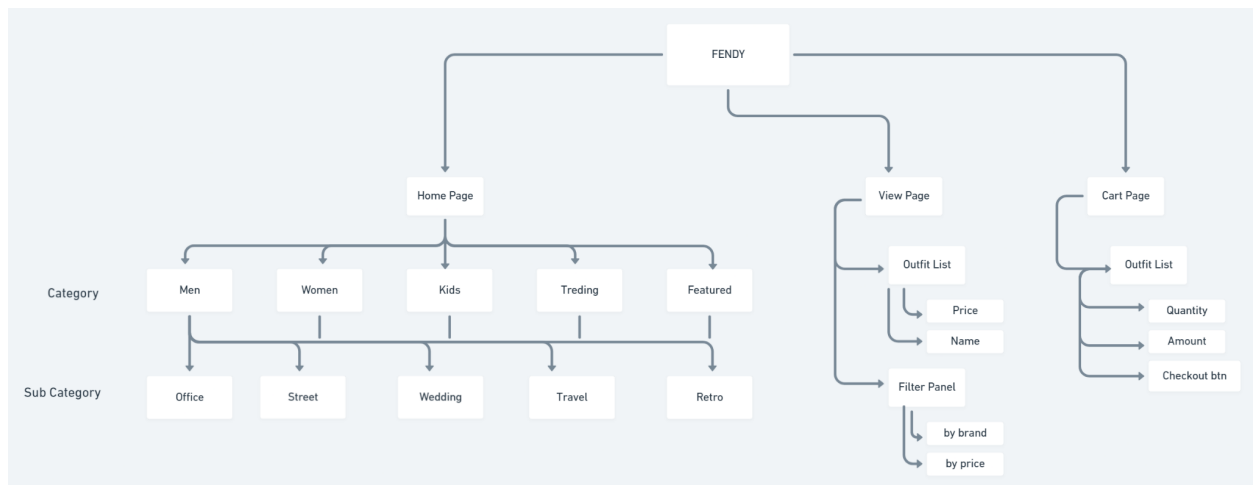 FENDY
Home Page
View Page
Cart Page
Category
Men
Women
Kids
Treding
Featured
Sub Category
Office
Street
Wedding
Travel
Retro
Outfit List
Price
Name
Filter Panel
by brand
by price
Outfit List
Quantity
Amount
Checkout btn